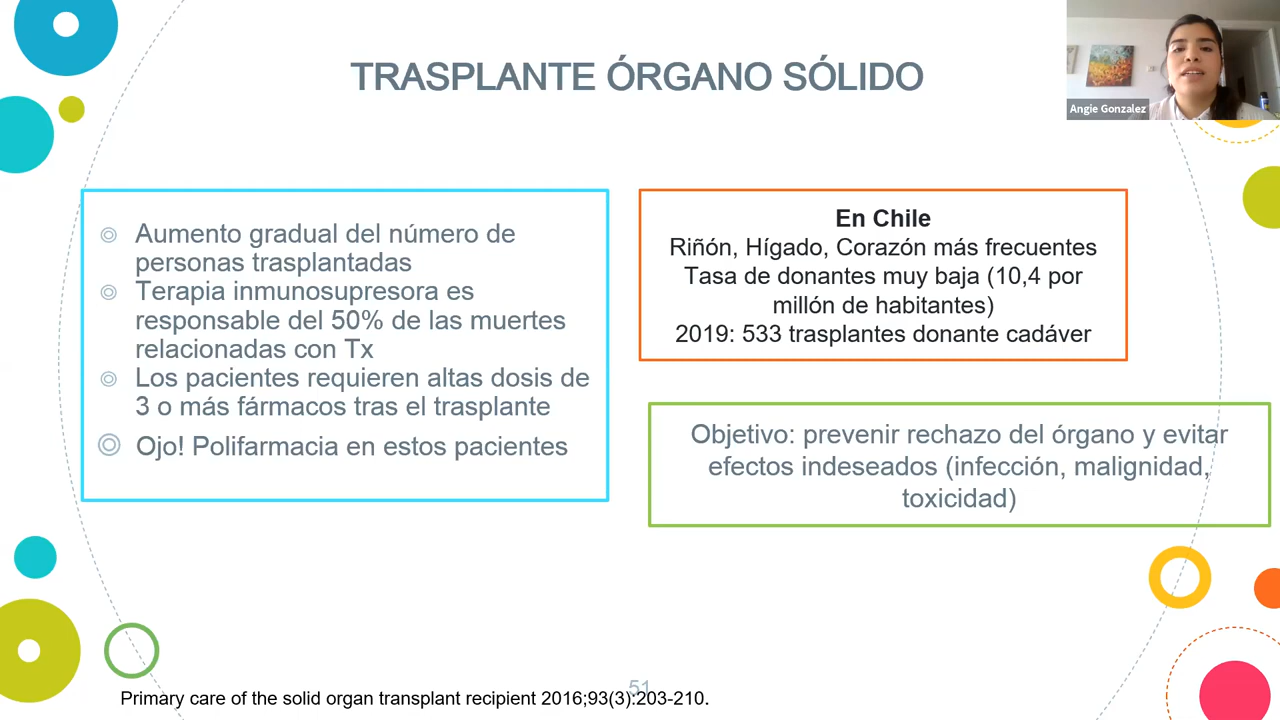 TRASPLANTE ÓRGANO SÓLIDO
Angie Gonzalez
Aumento gradual del número de
personas trasplantadas
Terapia inmunosupresora es
responsable del 50% de las muertes
relacionadas con Tx
Los pacientes requieren altas dosis de
3 o más fármacos tras el trasplante
Ojo! Polifarmacia en estos pacientes
En Chile
Riñón, Hígado, Corazón más frecuentes
Tasa de donantes muy baja (10,4 por
millón de habitantes)
2019: 533 trasplantes donante cadáver
Objetivo: prevenir rechazo del órgano y evitar
efectos indeseados (infección, malignidad,
toxicidad)
51
Primary care of the solid organ transplant recipient 2016;93(3):203-210.